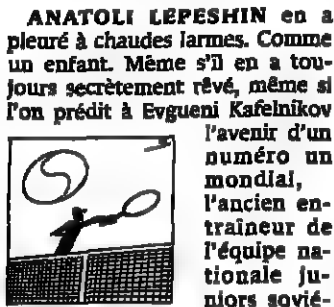 ANATOLI LEPESHIN en a
pleuré à chaudes larmes. Comme
un enfant. Même s'il en a tou-
jours secrètement rêvé, même si
l'on prédit à Evgueni Kafelnikov
l'avenir d'un
numéro un
mondial,
l'ancien en-
traîneur de
l'équipe na-
tionale ju-
niors sovié-